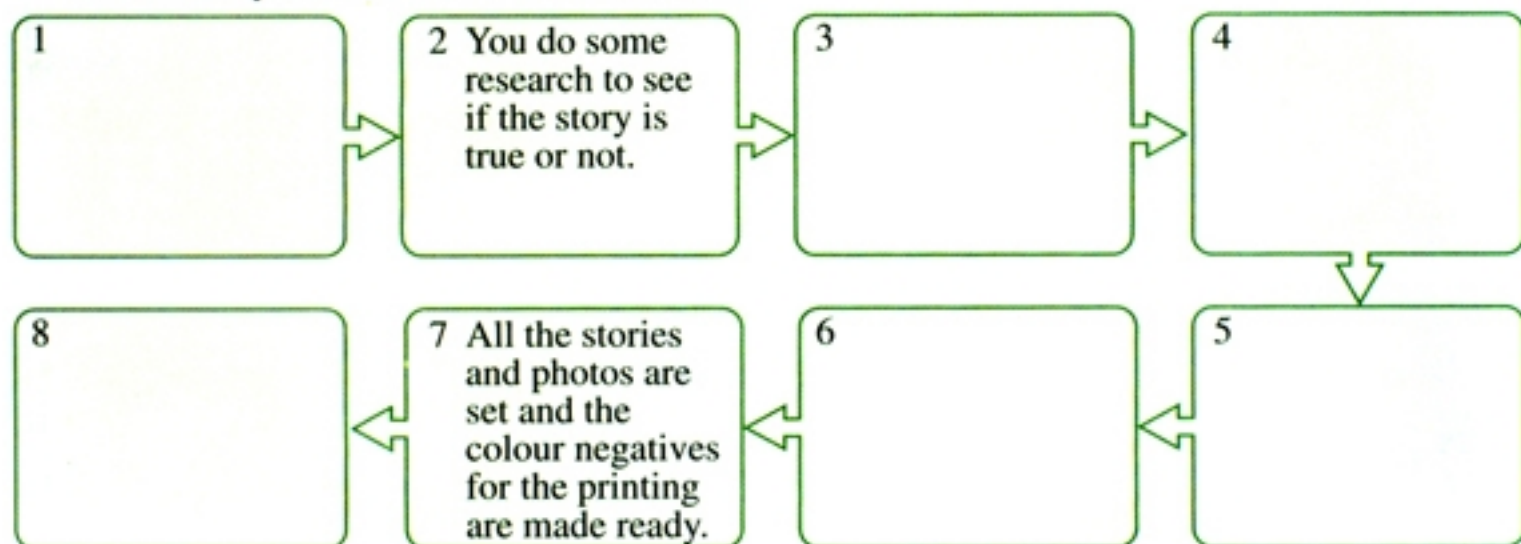 1
2 You do some
research to see
if the story is
true or not.
3
4
5
6
7 All the stories
and photos are
set and the
colour negatives
for the printing
are made ready.
8